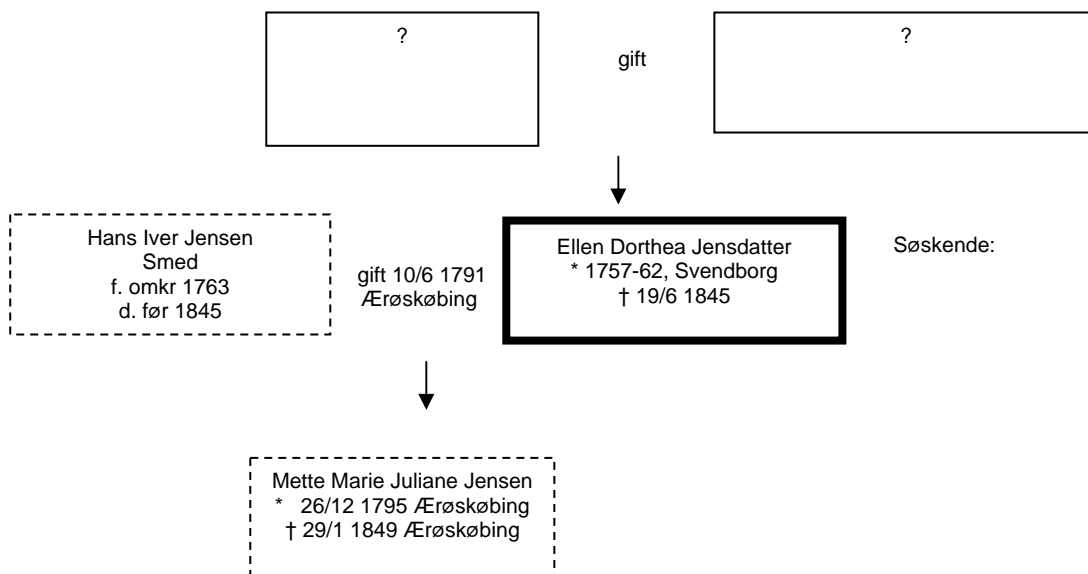 ?
gift
?
Hans Iver Jensen
Smed
f. omkr 1763
d. før 1845
gift 10/6 1791
Ærøskøbing
Ellen Dorthea Jensdatter
* 1757-62, Svendborg
† 19/6 1845
Søskende:
Mette Marie Juliane Jensen
* 26/12 1795 Ærøskøbing
† 29/1 1849 Ærøskøbing